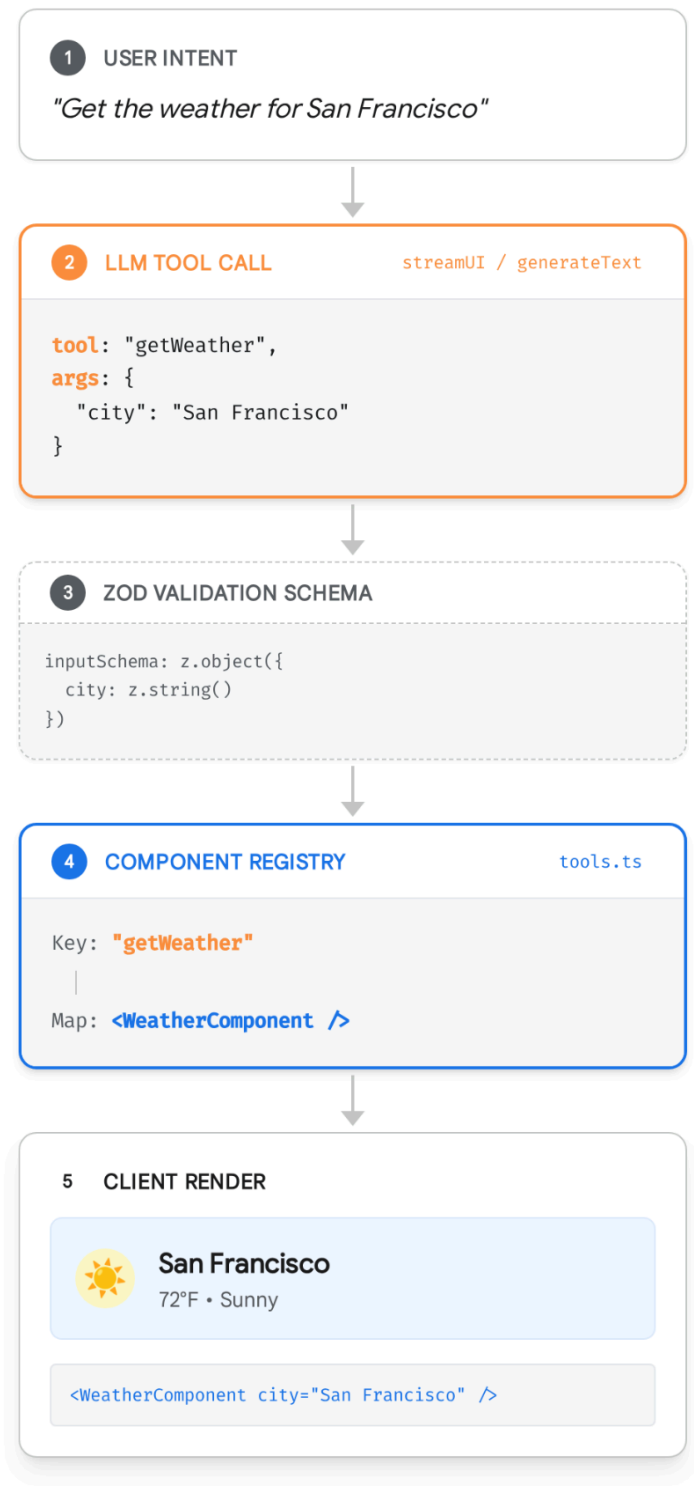 1 USER INTENT
"Get the weather for San Francisco"
2 LLM TOOL CALL streamUI / generateText
tool: "getWeather",
args: {
  "city": "San Francisco"
}
3 ZOD VALIDATION SCHEMA
inputSchema: z.object({
  city: z.string()
})
4 COMPONENT REGISTRY tools.ts
Key: "getWeather"
Map: <WeatherComponent />
5 CLIENT RENDER
San Francisco
72°F • Sunny
<WeatherComponent city="San Francisco" />